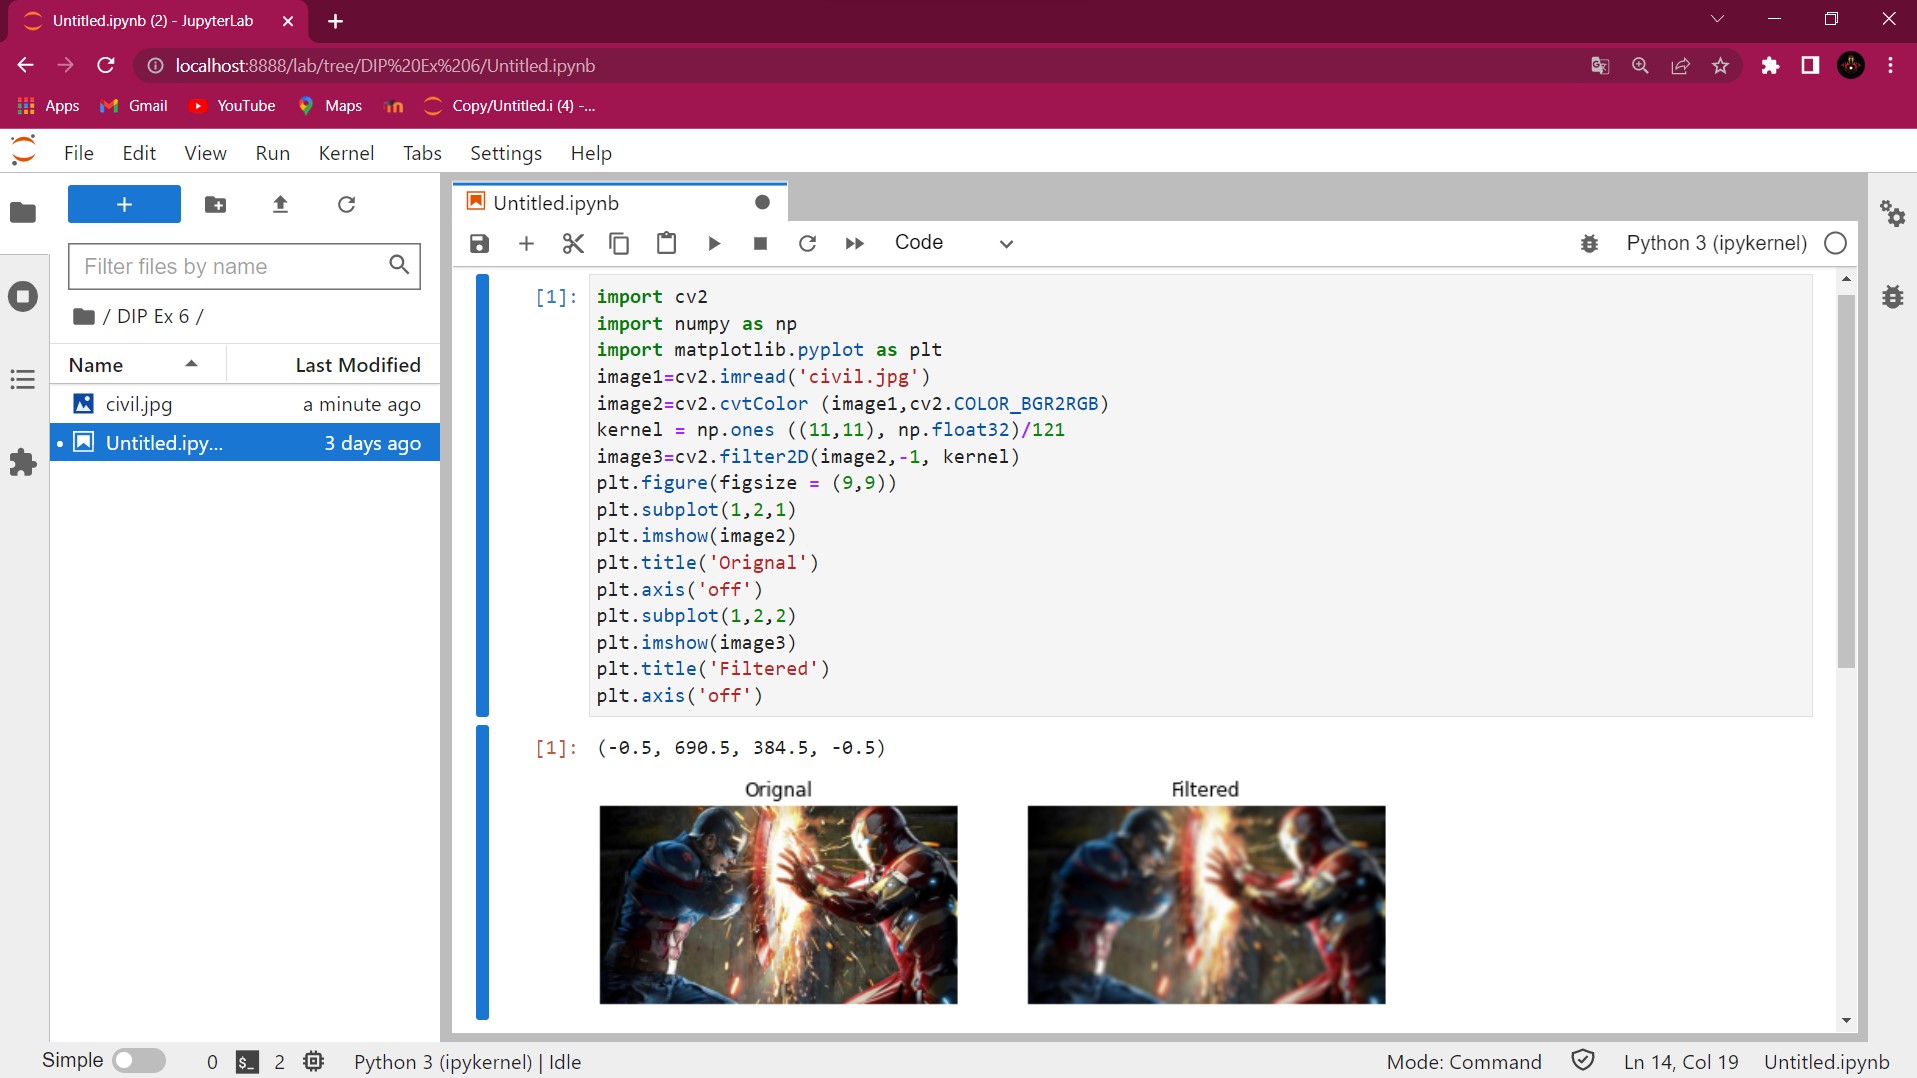 Untitled.ipynb (2) - JupyterLab
localhost:8888/lab/tree/DIP%20Ex%206/Untitled.ipynb
Apps Gmail YouTube Maps Copy/Untitled.i (4) -...
File Edit View Run Kernel Tabs Settings Help
Untitled.ipynb
Filter files by name
Code
Python 3 (ipykernel)
/ DIP Ex 6 /
Name Last Modified
civil.jpg a minute ago
Untitled.ipy... 3 days ago
[1]: import cv2
import numpy as np
import matplotlib.pyplot as plt
image1=cv2.imread('civil.jpg')
image2=cv2.cvtColor (image1,cv2.COLOR_BGR2RGB)
kernel = np.ones ((11,11), np.float32)/121
image3=cv2.filter2D(image2,-1, kernel)
plt.figure(figsize = (9,9))
plt.subplot(1,2,1)
plt.imshow(image2)
plt.title('Orignal')
plt.axis('off')
plt.subplot(1,2,2)
plt.imshow(image3)
plt.title('Filtered')
plt.axis('off')
[1]: (-0.5, 690.5, 384.5, -0.5)
Orignal Filtered
Simple 0 $_ 2 Python 3 (ipykernel) | Idle Mode: Command Ln 14, Col 19 Untitled.ipynb